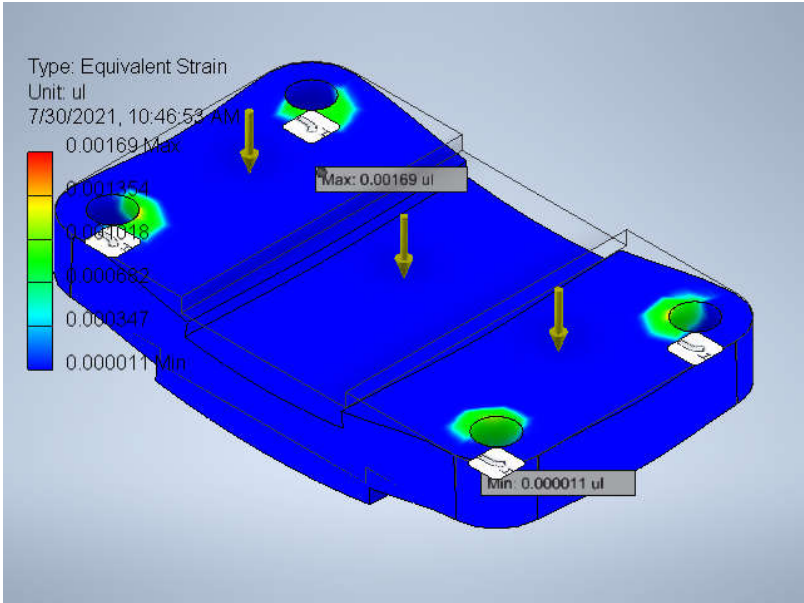 Type: Equivalent Strain
Unit: ul
7/30/2021, 10:46:53 AM
0.00169 Max
0.001354
0.001018
0.000682
0.000347
0.000011 Min
Max: 0.00169 ul
Min: 0.000011 ul